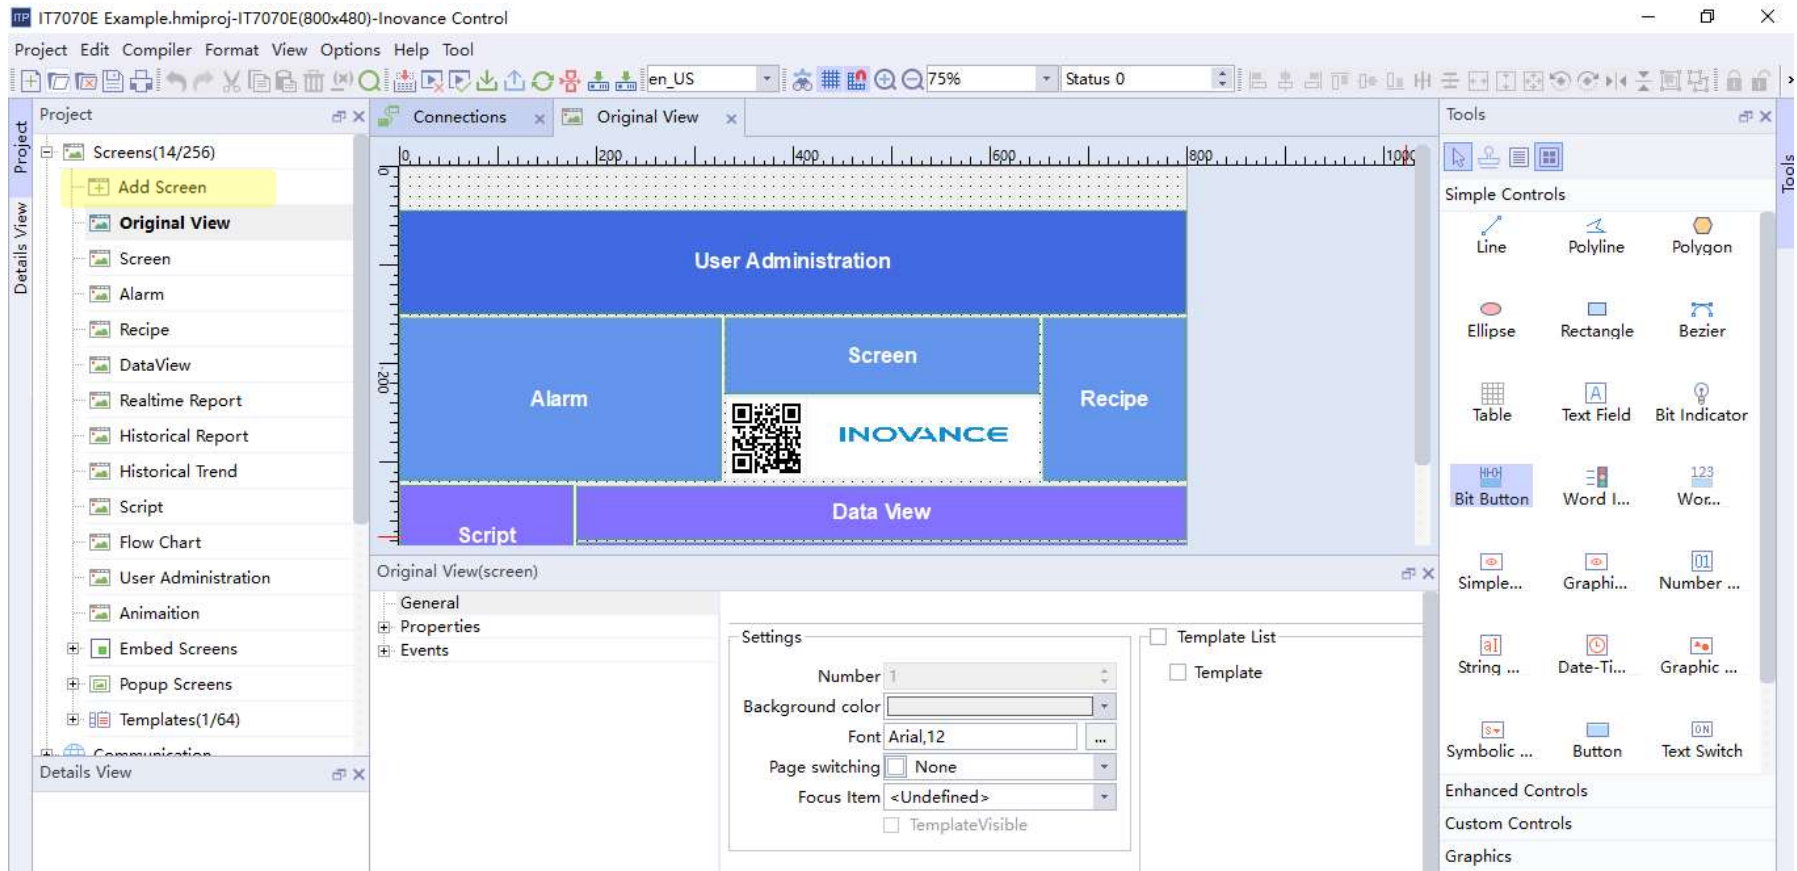 ITP IT7070E Example.hmiproj-IT7070E(800x480)-Inovance Control
Project Edit Compiler Format View Options Help Tool
en_US 75% Status 0
Project
Details View
Project
Screens(14/256)
Add Screen
Original View
Screen
Alarm
Recipe
DataView
Realtime Report
Historical Report
Historical Trend
Script
Flow Chart
User Administration
Animaition
Embed Screens
Popup Screens
Templates(1/64)
Communication
Details View
Connections
Original View
0 200 400 600 800
0
200
User Administration
Alarm
Screen
INOVANCE
Recipe
Script
Data View
Original View(screen)
General
Properties
Events
Settings
Number 1
Background color
Font Arial,12 ...
Page switching None
Focus Item <Undefined>
TemplateVisible
Template List
Template
Tools
Tools
Simple Controls
Line Polyline Polygon
Ellipse Rectangle Bezier
Table Text Field Bit Indicator
Bit Button Word I... Wor...
Simple... Graphi... Number ...
String ... Date-Ti... Graphic ...
Symbolic ... Button Text Switch
Enhanced Controls
Custom Controls
Graphics